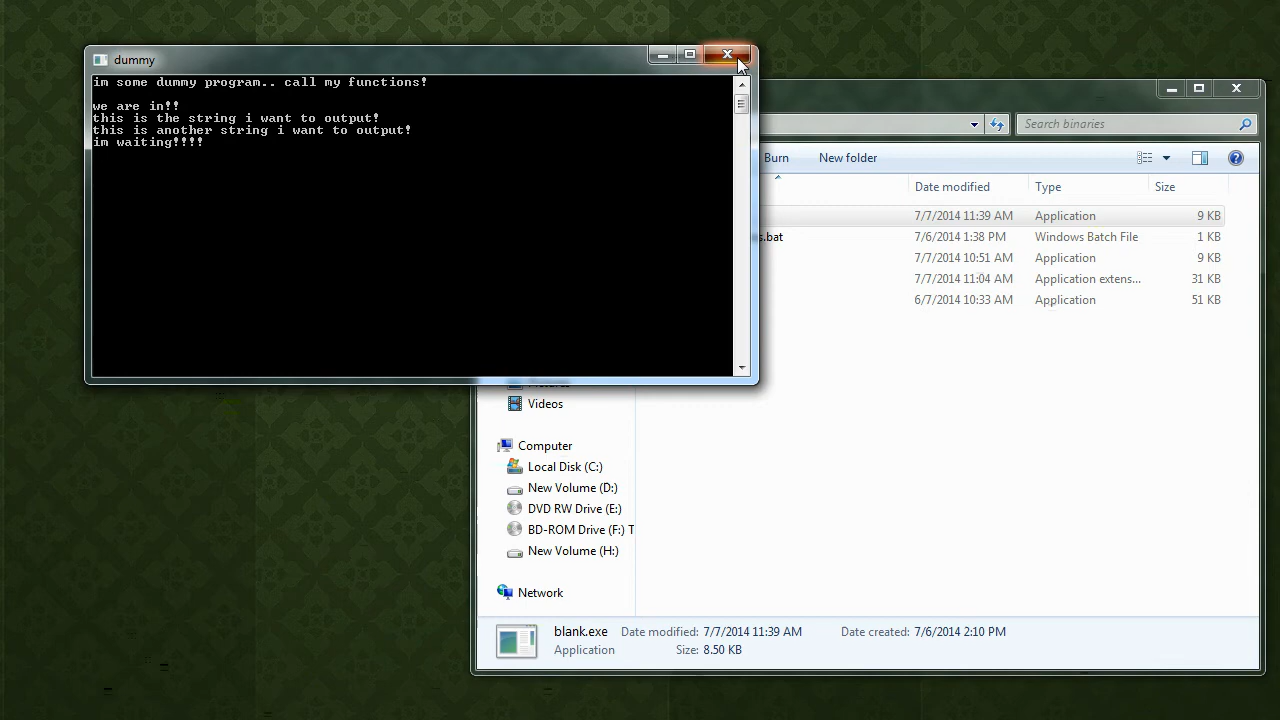 dummy
im some dummy program.. call my functions!
we are in!!
this is the string i want to output!
this is another string i want to output!
im waiting!!!!
Search binaries
Burn New folder
Date modified Type Size
7/7/2014 11:39 AM Application 9 KB
s.bat 7/6/2014 1:38 PM Windows Batch File 1 KB
7/7/2014 10:51 AM Application 9 KB
7/7/2014 11:04 AM Application extens... 31 KB
6/7/2014 10:33 AM Application 51 KB
Videos
Computer
Local Disk (C:)
New Volume (D:)
DVD RW Drive (E:)
BD-ROM Drive (F:) T
New Volume (H:)
Network
blank.exe Date modified: 7/7/2014 11:39 AM Date created: 7/6/2014 2:10 PM
Application Size: 8.50 KB